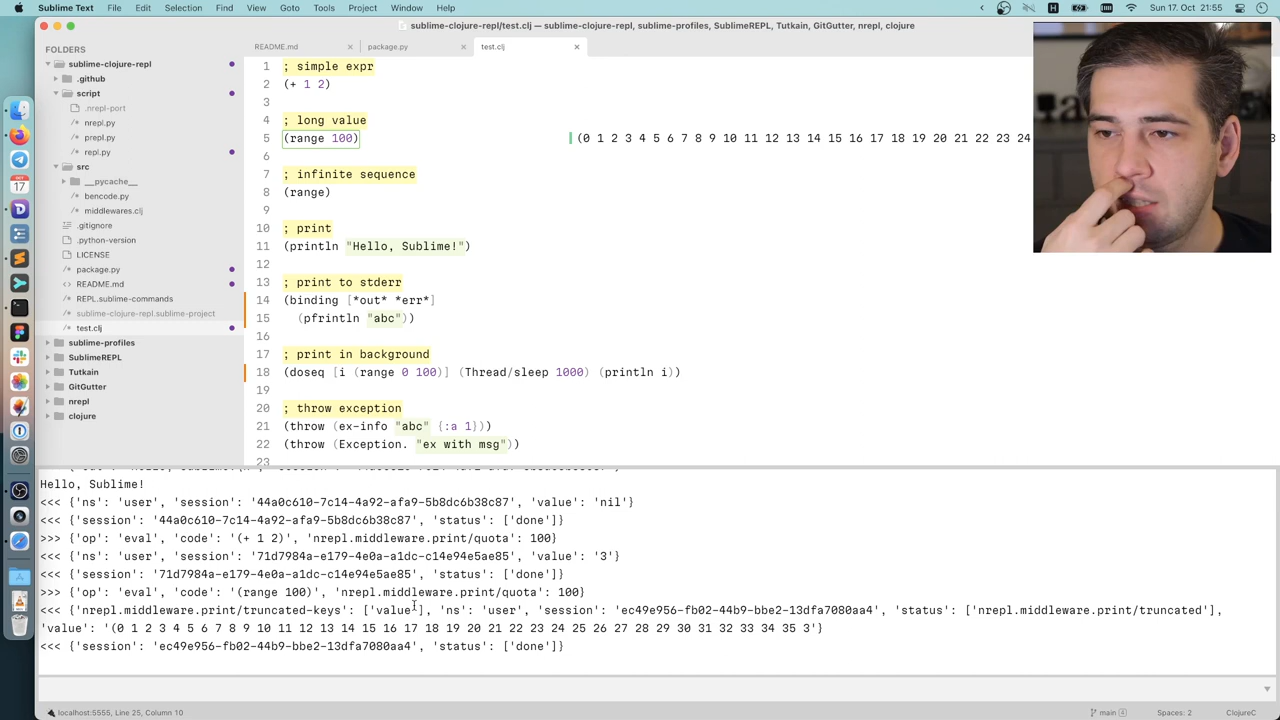 Sublime Text File Edit Selection Find View Goto Tools Project Window Help
Sun 17. oct 17:55
sublime-clojure-repl/test.clj — sublime-clojure-repl, sublime-profiles, SublimeREPL, Tutkain, GitGutter, nrepl, clojure
FOLDERS
sublime-clojure-repl
.github
script
.nrepl-port
nrepl.py
prepl.py
repl.py
src
__pycache__
bencode.py
middlewares.clj
.gitignore
.python-version
LICENSE
package.py
README.md
REPL.sublime-commands
sublime-clojure-repl.sublime-project
test.clj
sublime-profiles
SublimeREPL
Tutkain
GitGutter
nrepl
clojure
OCT
17
README.md package.py test.clj
1 ; simple expr
2 (+ 1 2)
3
4 ; long value
5 (range 100) (0 1 2 3 4 5 6 7 8 9 10 11 12 13 14 15 16 17 18 19 20 21 22 23 24
6
7 ; infinite sequence
8 (range)
9
10 ; print
11 (println "Hello, Sublime!")
12
13 ; print to stderr
14 (binding [*out* *err*]
15 (pfrintln "abc"))
16
17 ; print in background
18 (doseq [i (range 0 100)] (Thread/sleep 1000) (println i))
19
20 ; throw exception
21 (throw (ex-info "abc" {:a 1}))
22 (throw (Exception. "ex with msg"))
23
Hello, Sublime!
<<< {'ns': 'user', 'session': '44a0c610-7c14-4a92-afa9-5b8dc6b38c87', 'value': 'nil'}
<<< {'session': '44a0c610-7c14-4a92-afa9-5b8dc6b38c87', 'status': ['done']}
>>> {'op': 'eval', 'code': '(+ 1 2)', 'nrepl.middleware.print/quota': 100}
<<< {'ns': 'user', 'session': '71d7984a-e179-4e0a-a1dc-c14e94e5ae85', 'value': '3'}
<<< {'session': '71d7984a-e179-4e0a-a1dc-c14e94e5ae85', 'status': ['done']}
>>> {'op': 'eval', 'code': '(range 100)', 'nrepl.middleware.print/quota': 100}
<<< {'nrepl.middleware.print/truncated-keys': ['value'], 'ns': 'user', 'session': 'ec49e956-fb02-44b9-bbe2-13dfa7080aa4', 'status': ['nrepl.middleware.print/truncated'],
'value': '(0 1 2 3 4 5 6 7 8 9 10 11 12 13 14 15 16 17 18 19 20 21 22 23 24 25 26 27 28 29 30 31 32 33 34 35 3'}
<<< {'session': 'ec49e956-fb02-44b9-bbe2-13dfa7080aa4', 'status': ['done']}
localhost:5555, Line 25, Column 10 main 4 Spaces: 2 ClojureC